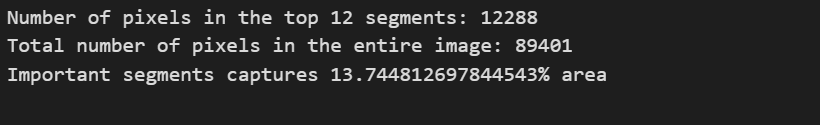 Number of pixels in the top 12 segments: 12288
Total number of pixels in the entire image: 89401
Important segments captures 13.744812697844543% area